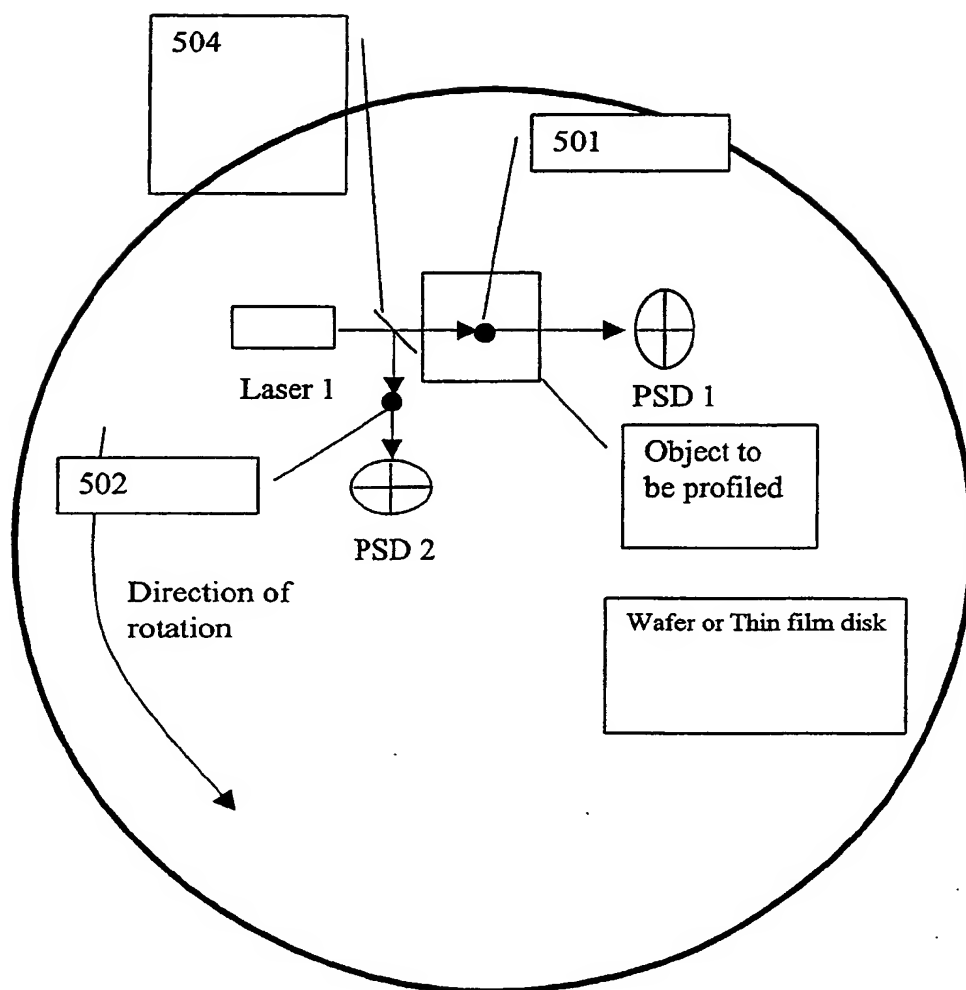 504
501
Laser 1
PSD 1
502
Object to
be profiled
PSD 2
Direction of
rotation
Wafer or Thin film disk